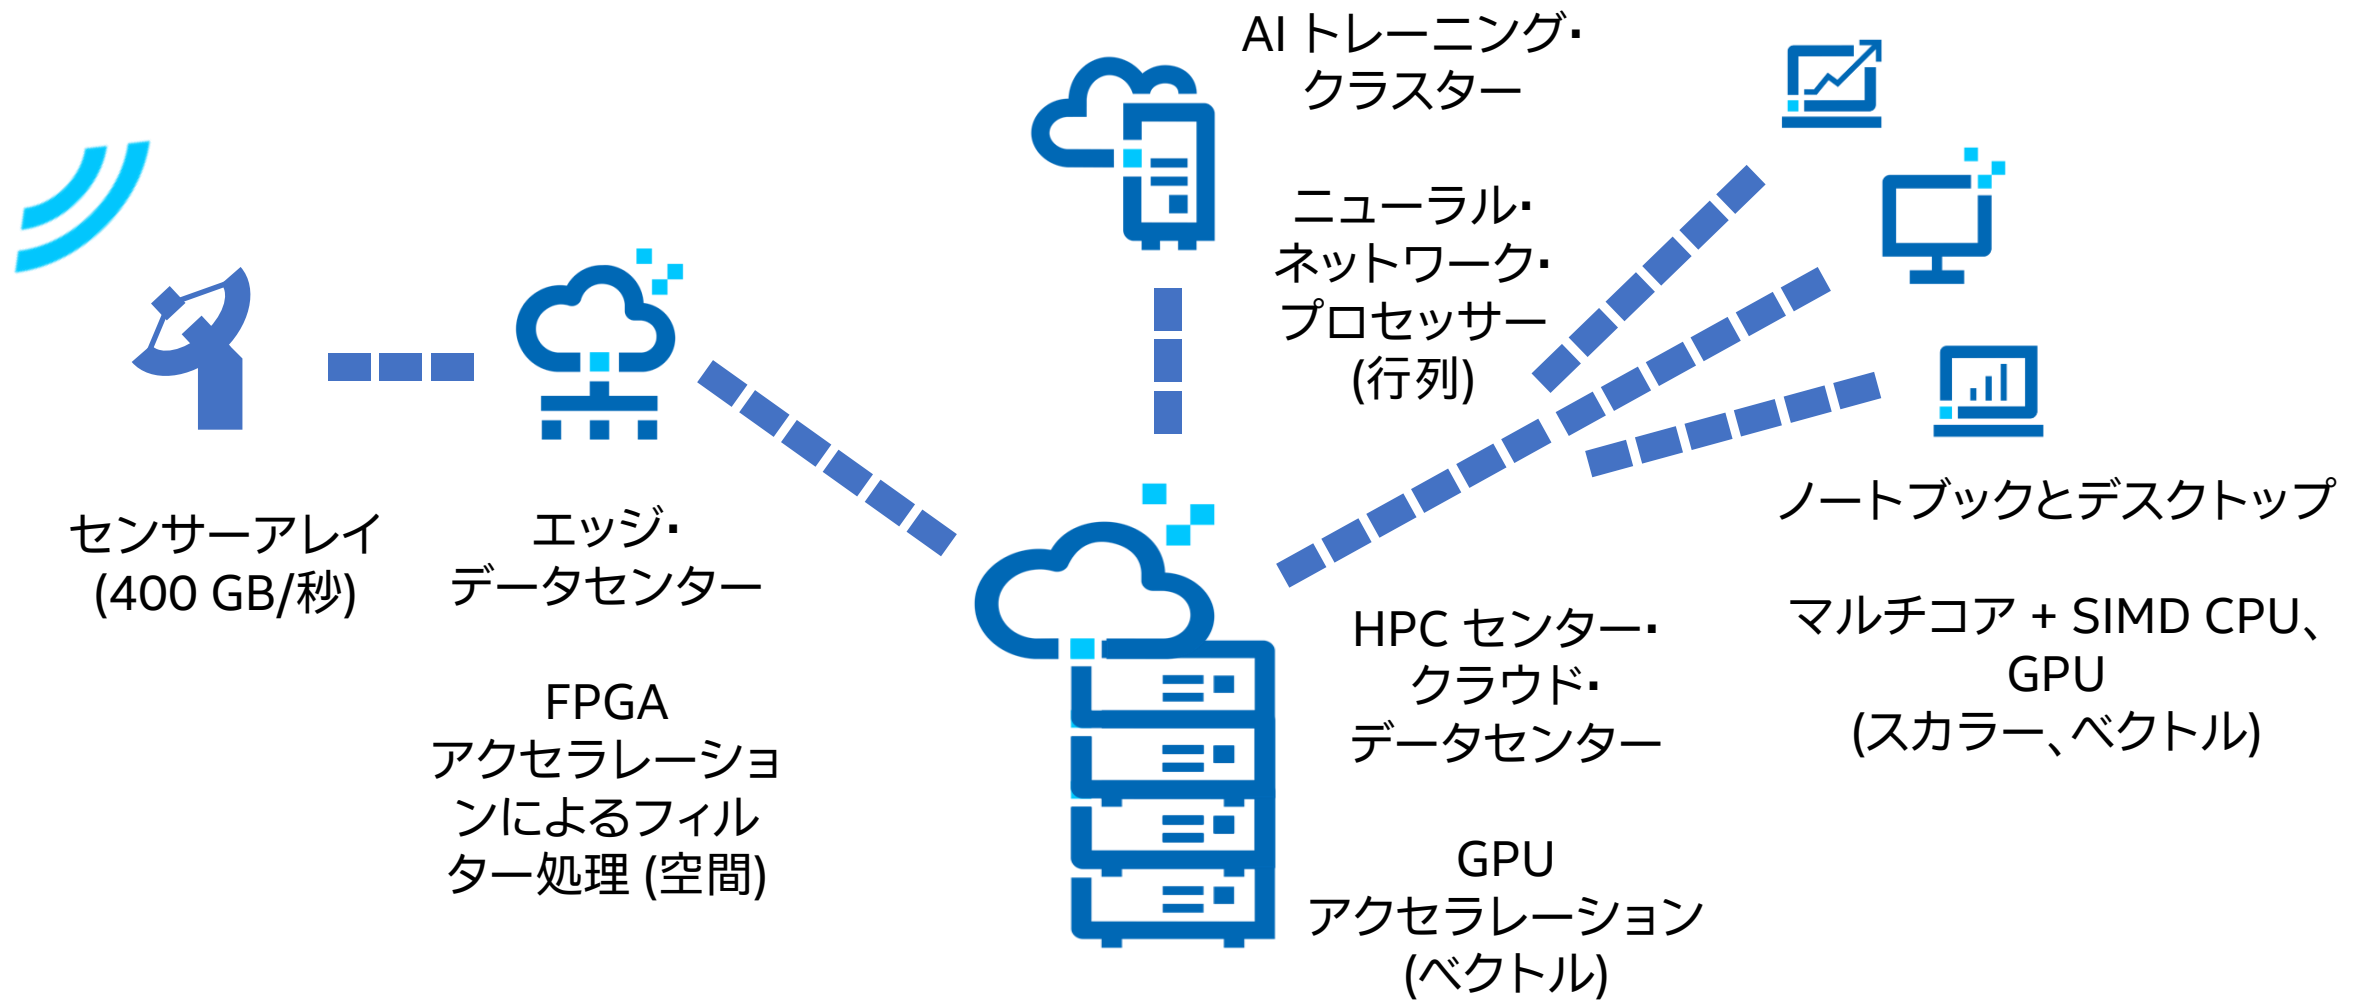 センサーアレイ
(400 GB/秒)
エッジ・
データセンター
FPGA
アクセラレーショ
ンによるフィル
ター処理 (空間)
AI トレーニング・
クラスター
ニューラル・
ネットワーク・
プロセッサー
(行列)
HPC センター・
クラウド・
データセンター
GPU
アクセラレーション
(ベクトル)
ノートブックとデスクトップ
マルチコア + SIMD CPU、
GPU
(スカラー、ベクトル)